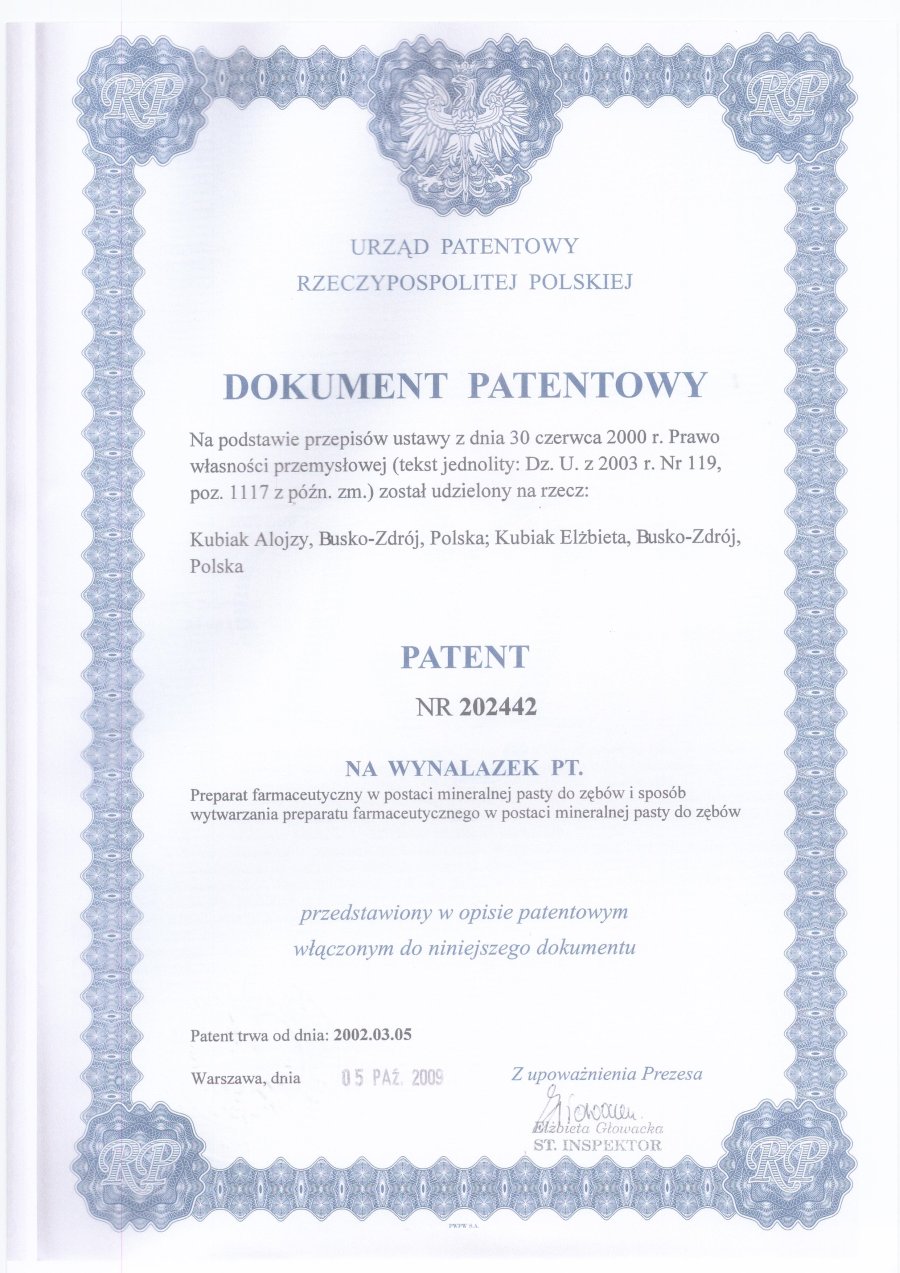 RP
RP
URZĄD PATENTOWY
RZECZYPOSPOLITEJ POLSKIEJ
DOKUMENT PATENTOWY
Na podstawie przepisów ustawy z dnia 30 czerwca 2000 r. Prawo
własności przemysłowej (tekst jednolity: Dz. U. z 2003 r. Nr 119,
poz. 1117 z późn. zm.) został udzielony na rzecz:
Kubiak Alojzy, Busko-Zdrój, Polska; Kubiak Elżbieta, Busko-Zdrój,
Polska
PATENT
NR 202442
NA WYNALAZEK PT.
Preparat farmaceutyczny w postaci mineralnej pasty do zębów i sposób
wytwarzania preparatu farmaceutycznego w postaci mineralnej pasty do zębów
przedstawiony w opisie patentowym
włączonym do niniejszego dokumentu
Patent trwa od dnia: 2002.03.05
Warszawa, dnia 05 PAŹ. 2009
Z upoważnienia Prezesa
Elżbieta Głowacka
ST. INSPEKTOR
RP
RP
PWPW S.A.